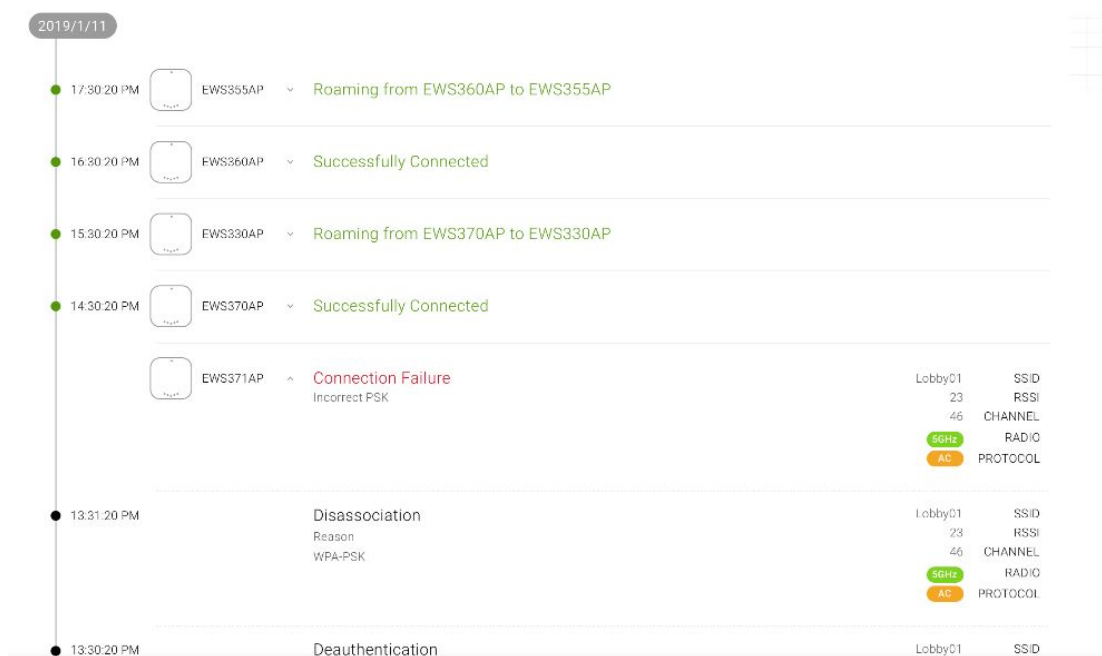 2019/1/11
17:30:20 PM EWS355AP Roaming from EWS360AP to EWS355AP
16:30:20 PM EWS360AP Successfully Connected
15:30:20 PM EWS330AP Roaming from EWS370AP to EWS330AP
14:30:20 PM EWS370AP Successfully Connected
EWS371AP Connection Failure Lobby01 SSID
Incorrect PSK 23 RSSI
46 CHANNEL
5GHz RADIO
AC PROTOCOL
13:31:20 PM Disassociation Lobby01 SSID
Reason 23 RSSI
WPA-PSK 46 CHANNEL
5GHz RADIO
AC PROTOCOL
13:30:20 PM Deauthentication Lobby01 SSID